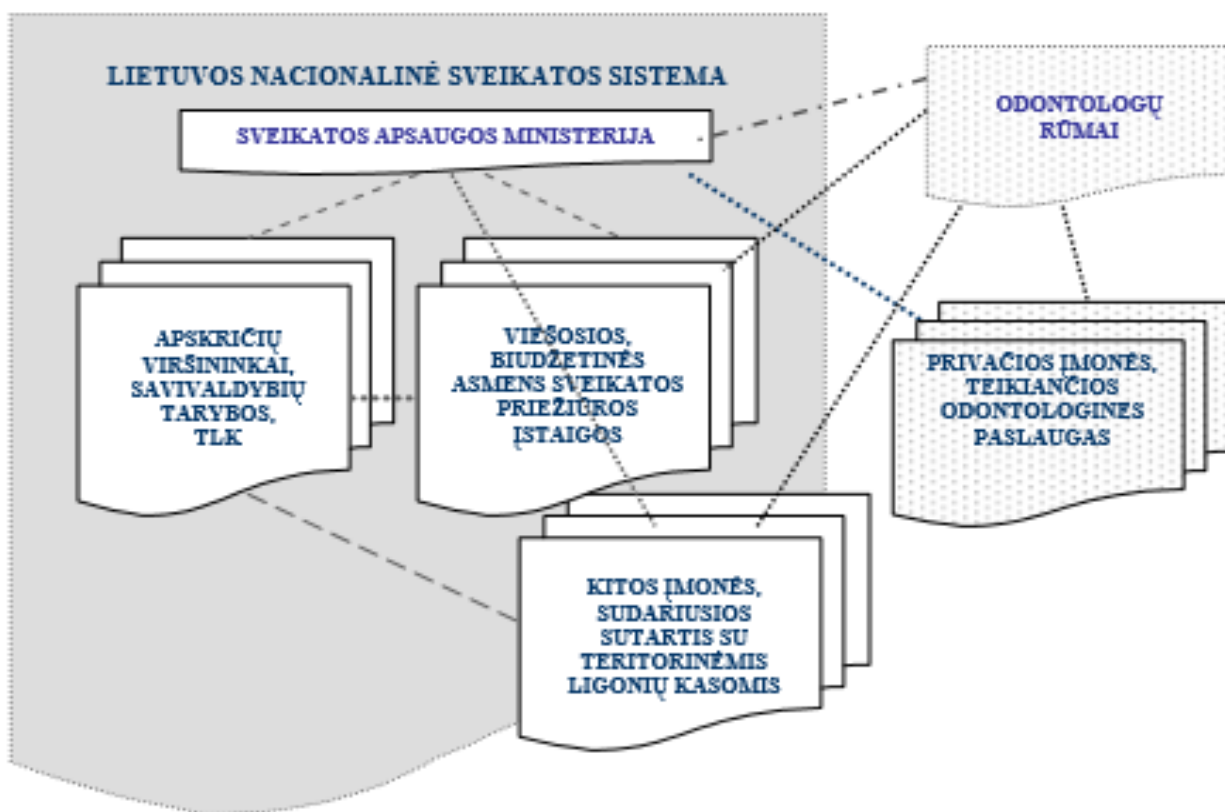 LIETUVOS NACIONALINĖ SVEIKATOS SISTEMA
SVEIKATOS APSAUGOS MINISTERIJA
ODONTOLOGŲ
RŪMAI
APSKRIČIŲ
VIRŠININKAI,
SAVIVALDYBIŲ
TARYBOS,
TLK
VIEŠOSIOS,
BIUDŽETINĖS
ASMENS SVEIKATOS
PRIEŽIŪROS
ĮSTAIGOS
PRIVAČIOS ĮMONĖS,
TEIKIANČIOS
ODONTOLOGINES
PASLAUGAS
KITOS ĮMONĖS,
SUDARIUSIOS
SUTARTIS SU
TERITORINĖMIS
LIGONIŲ KASOMIS